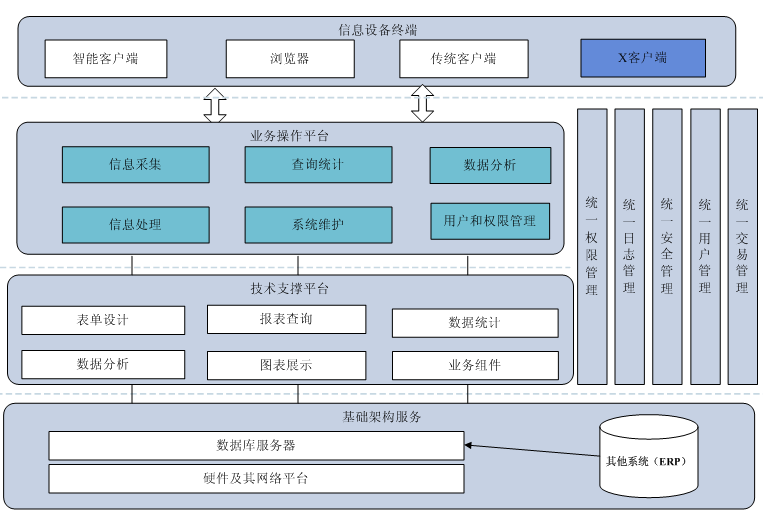 信息设备终端
智能客户端
浏览器
传统客户端
X客户端
业务操作平台
信息采集
查询统计
数据分析
信息处理
系统维护
用户和权限管理
统一权限管理
统一日志管理
统一安全管理
统一用户管理
统一交易管理
技术支撑平台
表单设计
报表查询
数据统计
数据分析
图表展示
业务组件
基础架构服务
数据库服务器
硬件及其网络平台
其他系统（ERP）